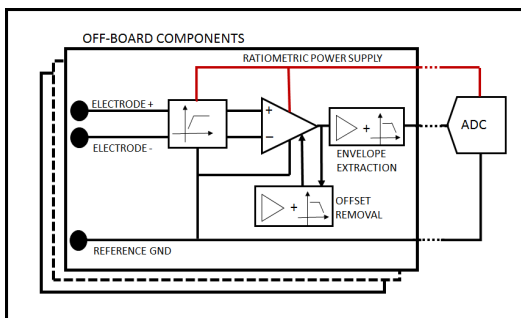 OFF-BOARD COMPONENTS
RATIOMETRIC POWER SUPPLY
ELECTRODE +
ELECTRODE -
+
−
ADC
+
ENVELOPE
EXTRACTION
+
OFFSET
REMOVAL
REFERENCE GND